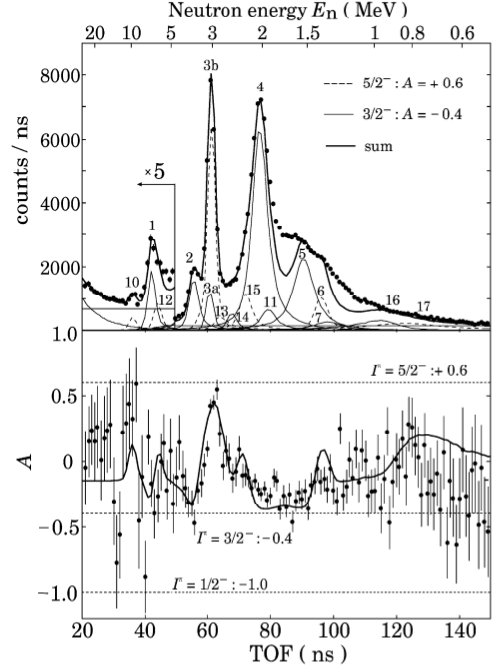 Neutron energy En ( MeV )
20 10 5 3 2 1.5 1 0.8 0.6
counts / ns
8000
6000
4000
2000
5/2⁻ : A = + 0.6
3/2⁻ : A = − 0.4
sum
×5
3b
4
1
2
10
12
3a
13
14
15
11
5
6
7
16
17
A
1.0
0.5
0
−0.5
−1.0
I^π = 5/2⁻ :+ 0.6
I^π = 3/2⁻ :−0.4
I^π = 1/2⁻ :−1.0
20 40 60 80 100 120 140
TOF ( ns )